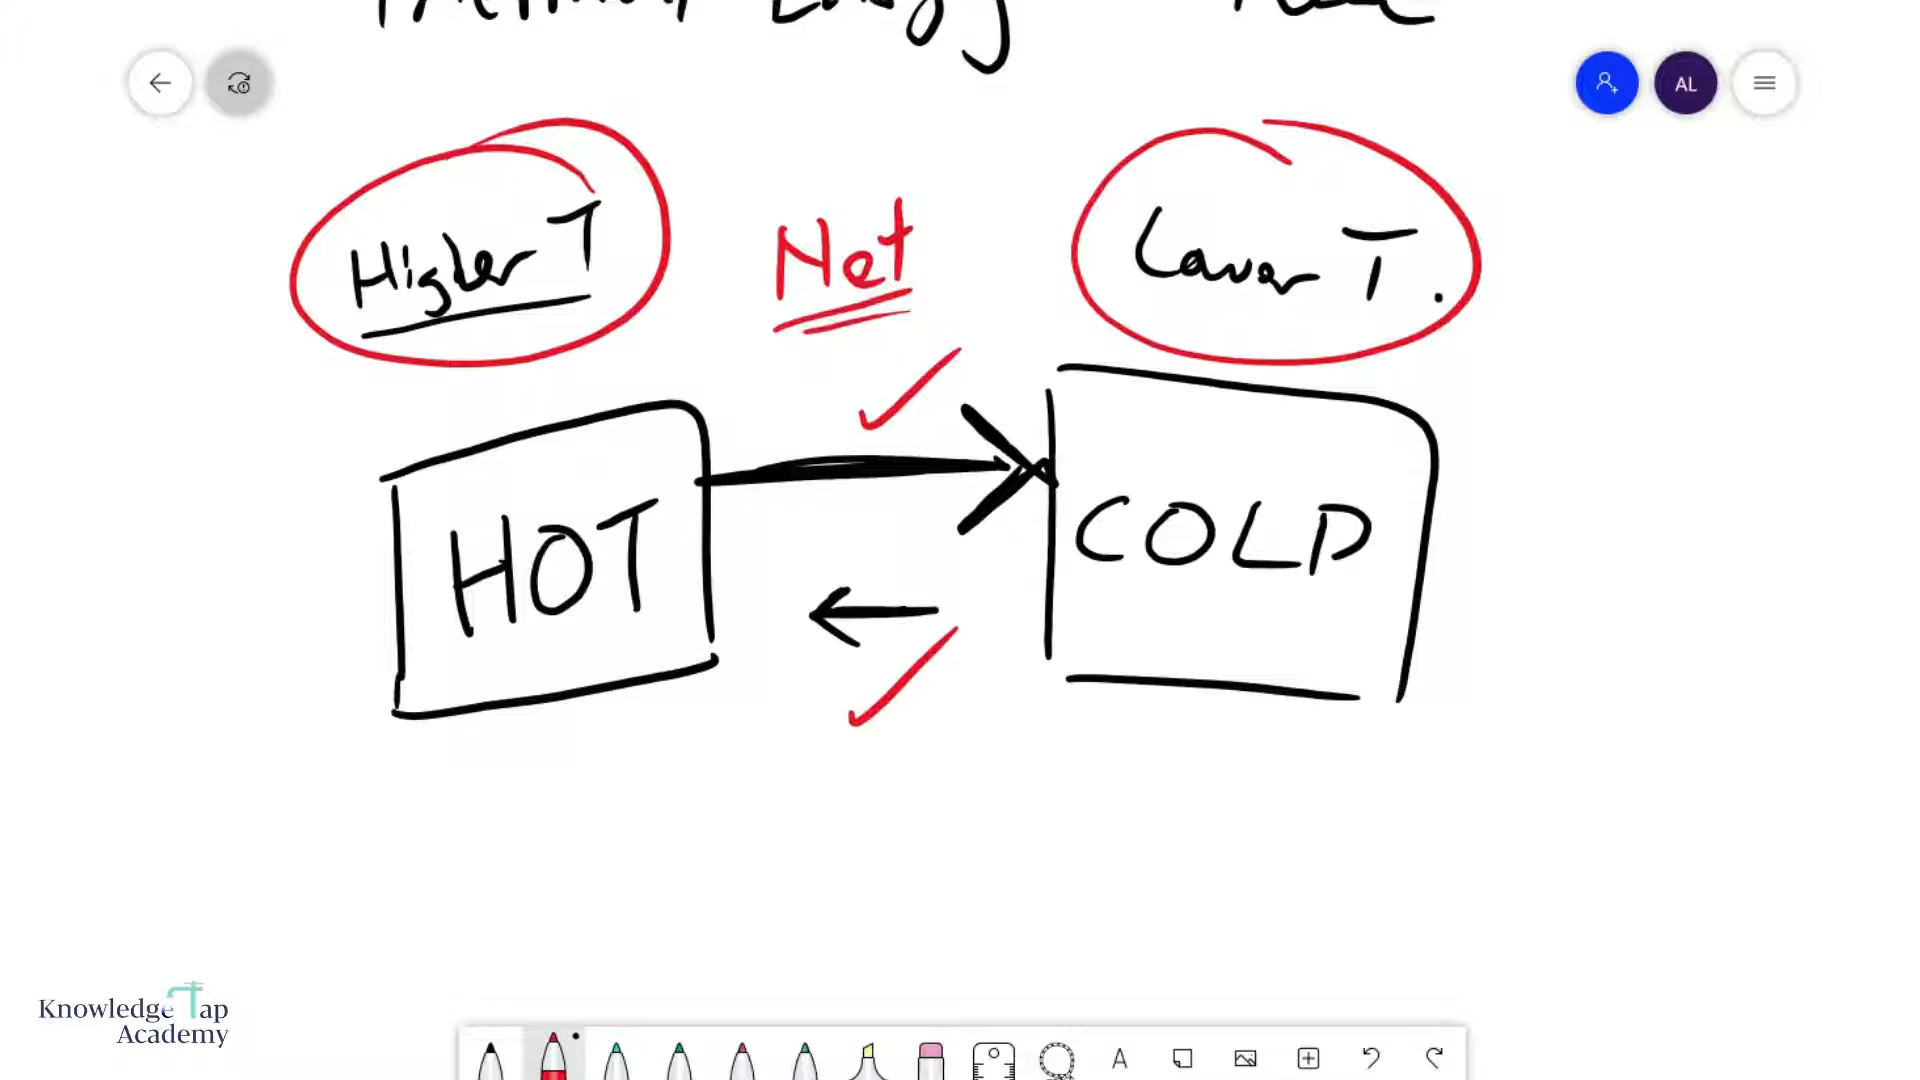 AL
Higher T
Net
Lower T.
HOT
COLD
Knowledge Tap
Academy
A